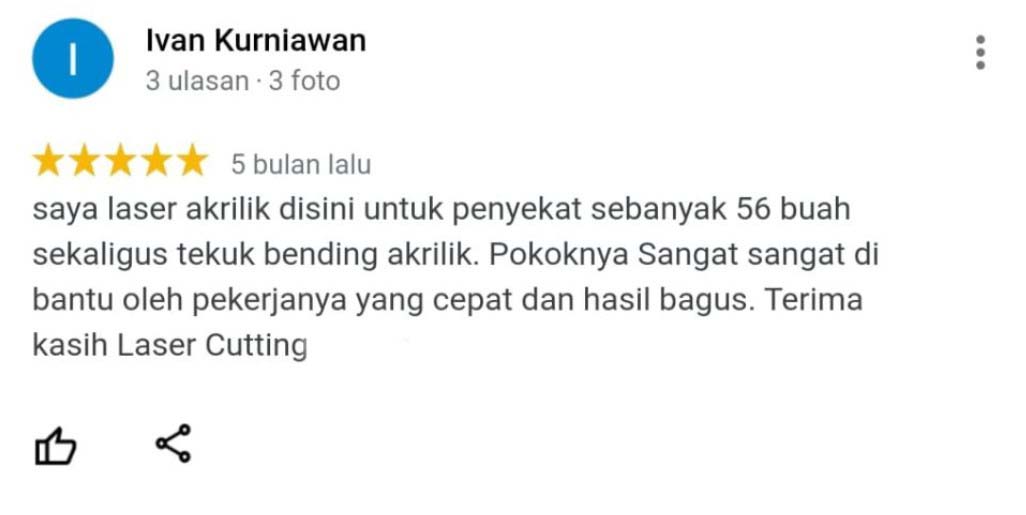 I
Ivan Kurniawan
3 ulasan · 3 foto
5 bulan lalu
saya laser akrilik disini untuk penyekat sebanyak 56 buah
sekaligus tekuk bending akrilik. Pokoknya Sangat sangat di
bantu oleh pekerjanya yang cepat dan hasil bagus. Terima
kasih Laser Cutting